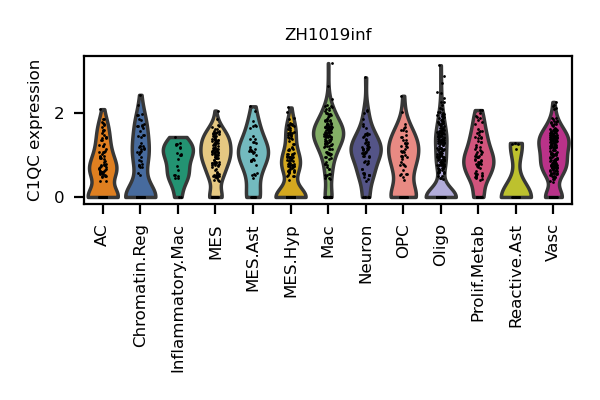 ZH1019inf
C1QC expression
2
0
AC
Chromatin.Reg
Inflammatory.Mac
MES
MES.Ast
MES.Hyp
Mac
Neuron
OPC
Oligo
Prolif.Metab
Reactive.Ast
Vasc